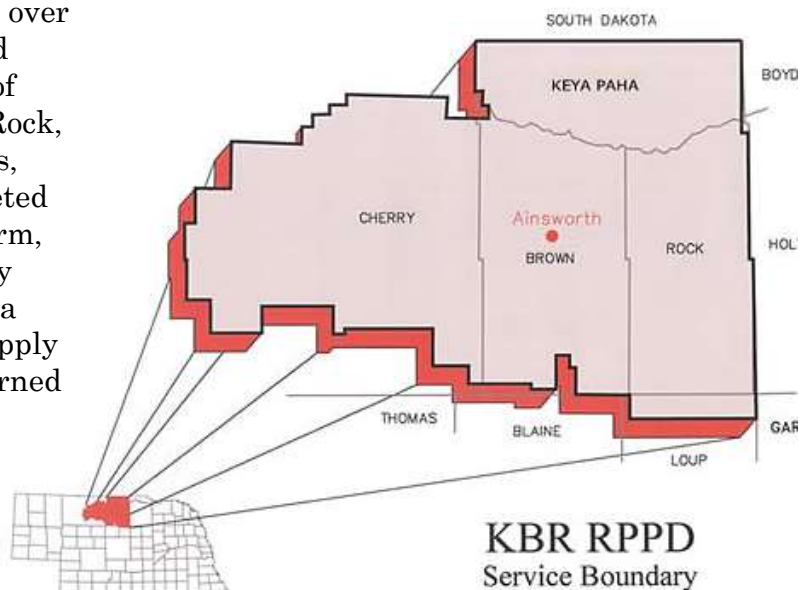 over
d
of
Rock,
s,
eted
rm,
y
a
pply
rned
SOUTH DAKOTA
BOYD
KEYA PAHA
CHERRY
Ainsworth
BROWN
ROCK
HOL
THOMAS
BLAINE
GAR
LOUP
KBR RPPD
Service Boundary